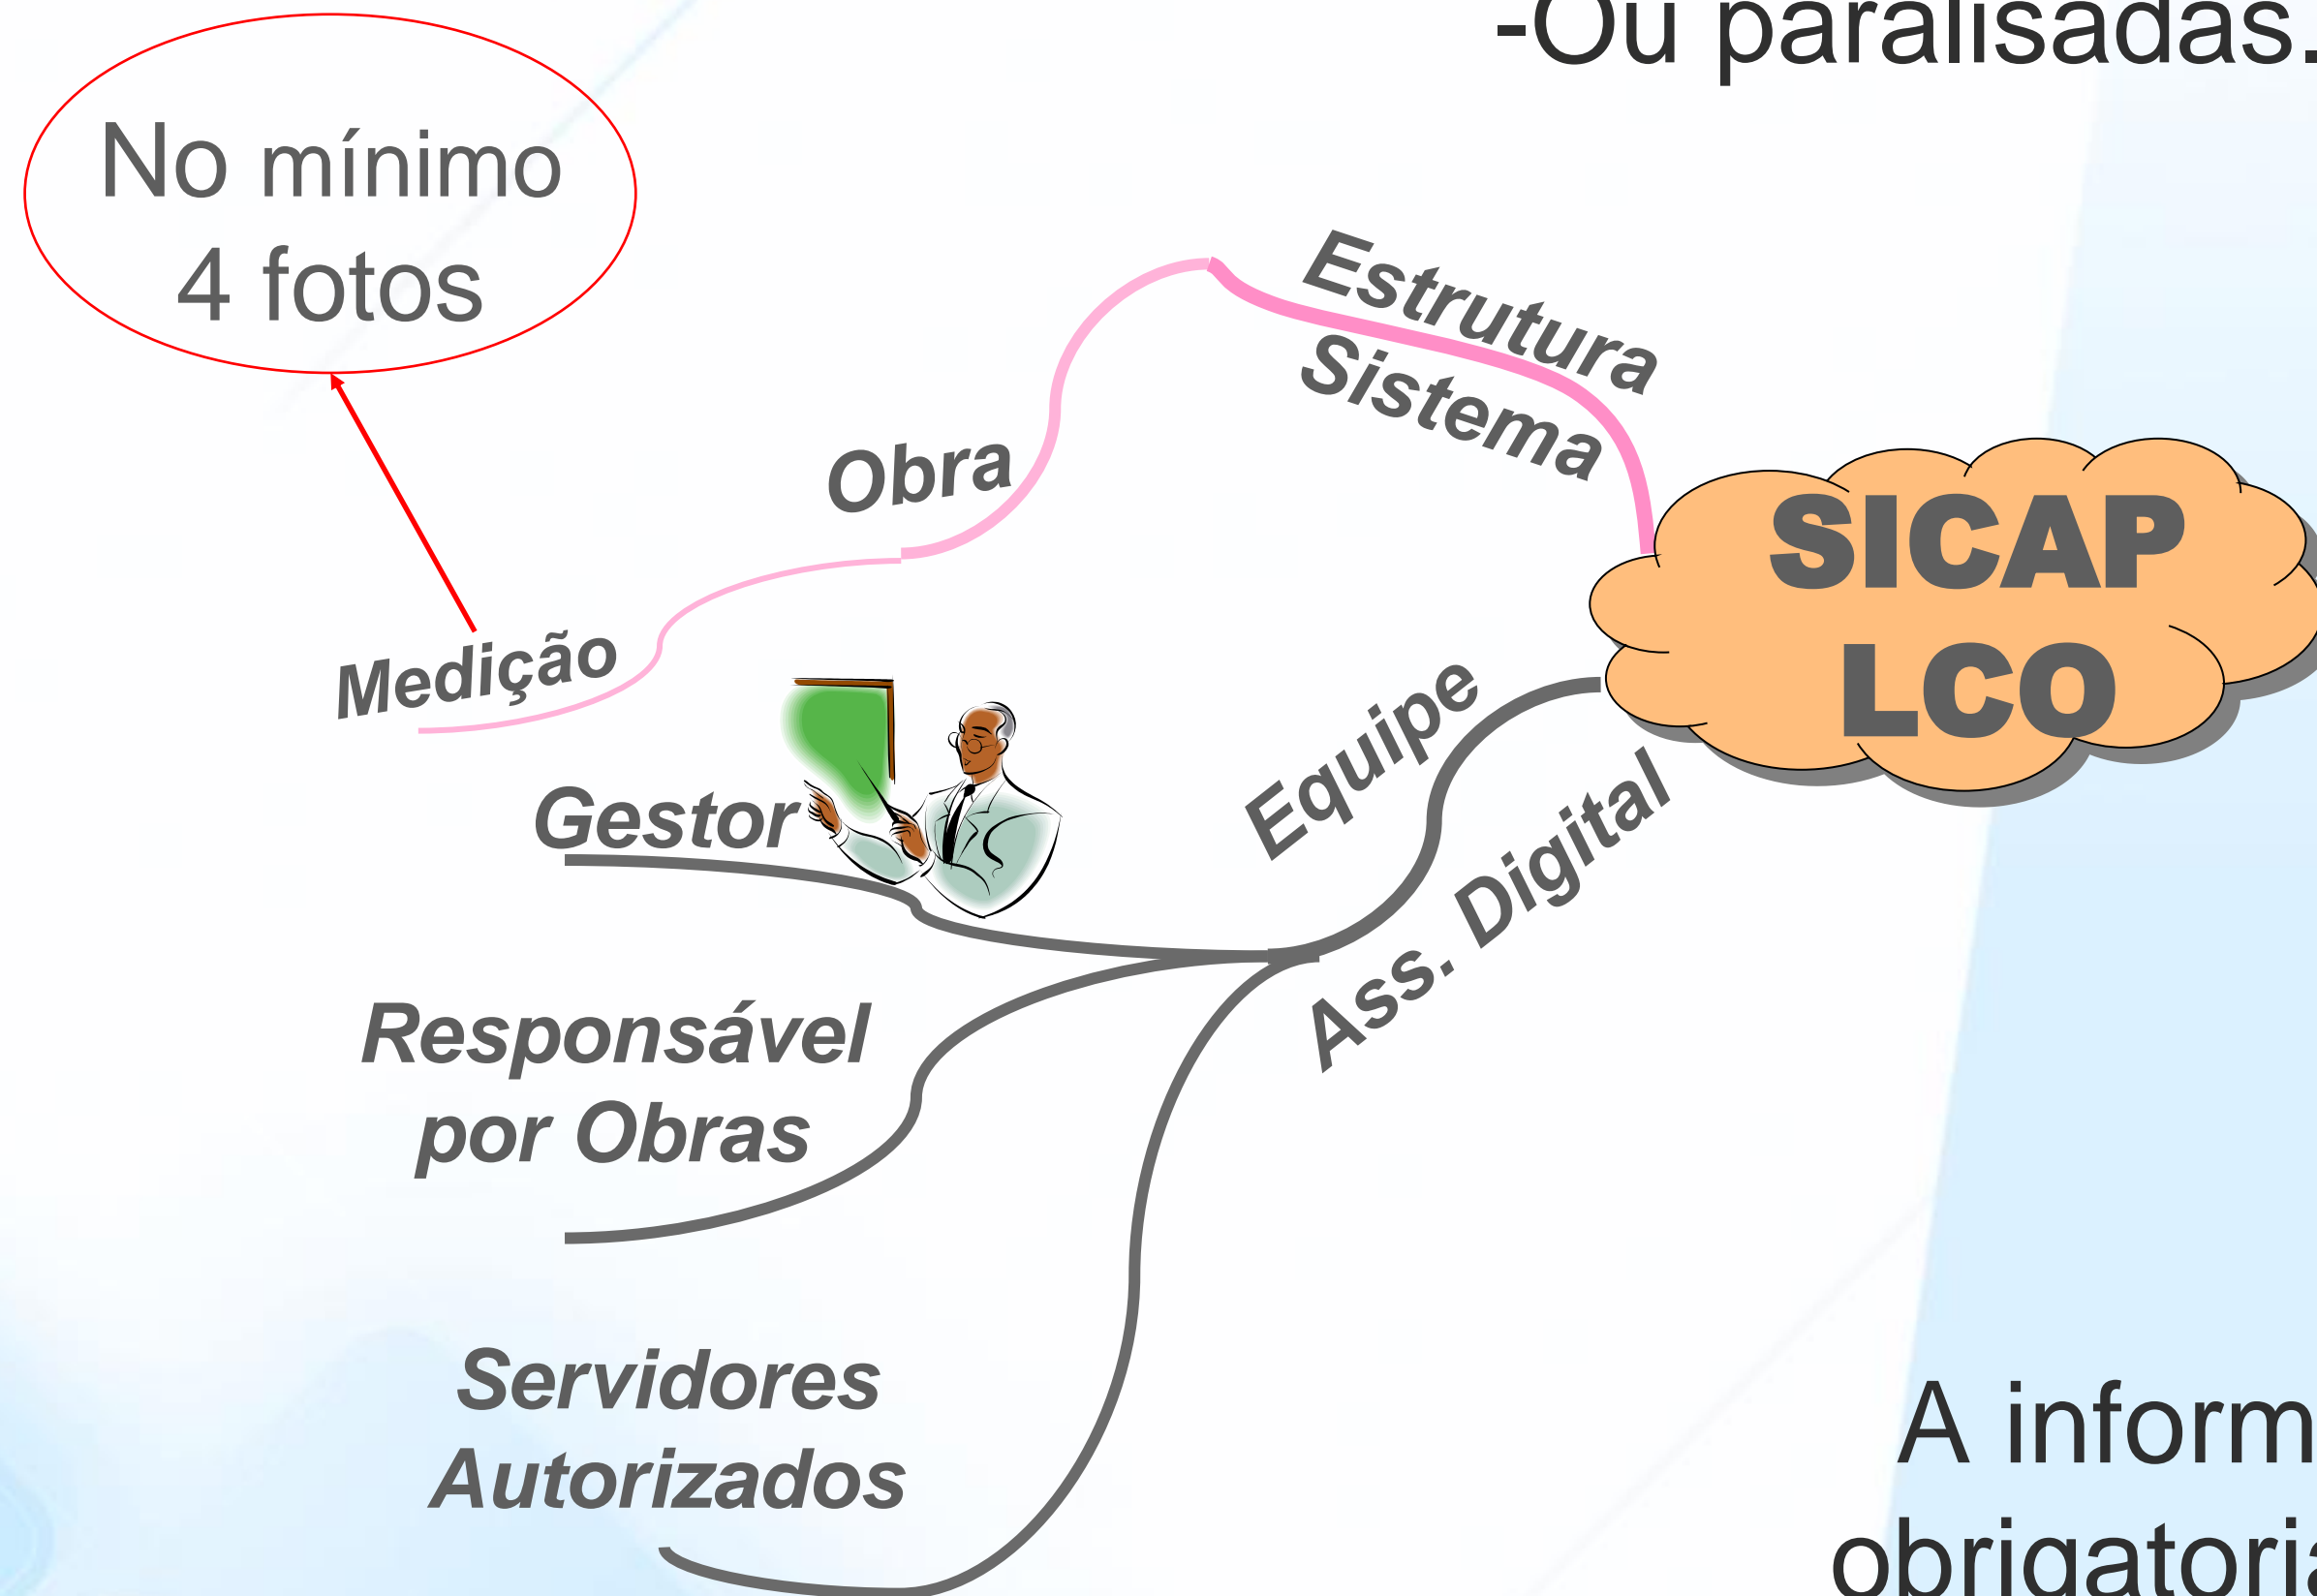 -Ou paralisadas.
No mínimo
4 fotos
Estrutura
Sistema
Obra
SICAP
LCO
Medição
Equipe
Ass. Digital
Gestor
Responsável
por Obras
Servidores
Autorizados
A inform
obrigatoria